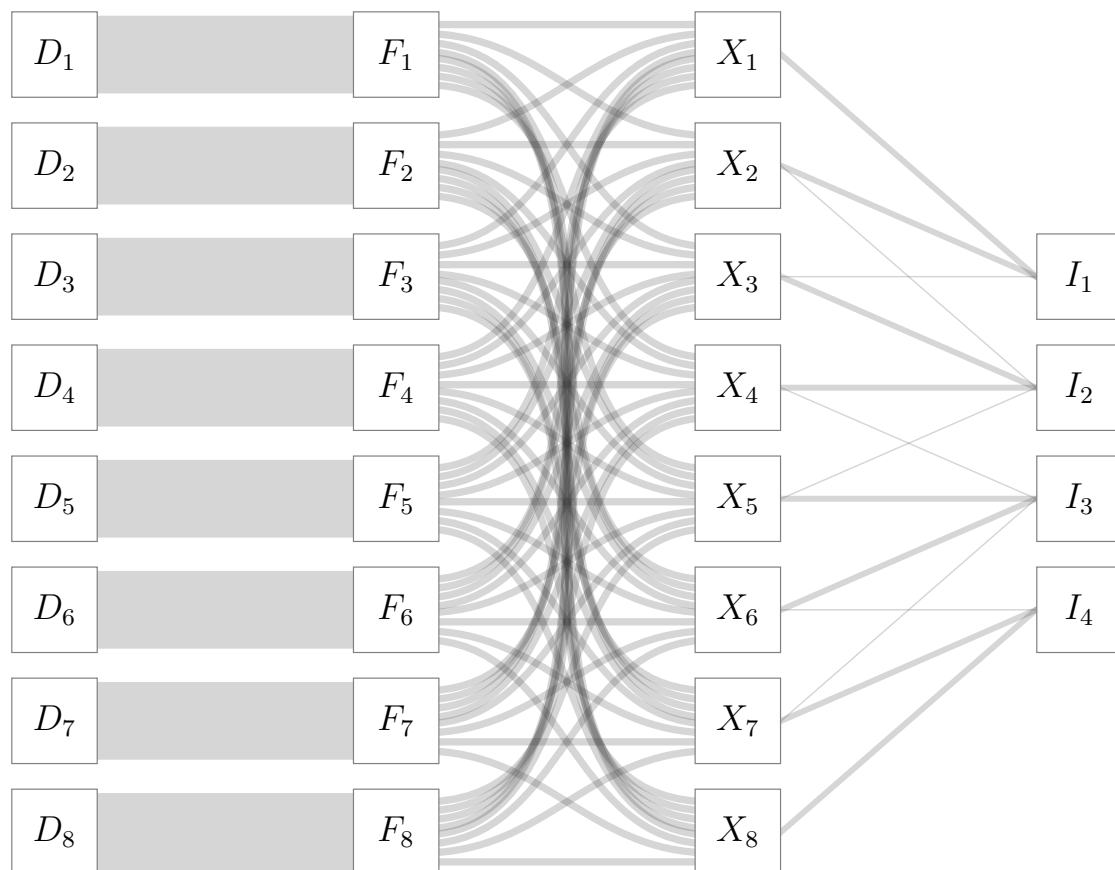 D₁ F₁ X₁
D₂ F₂ X₂
D₃ F₃ X₃ I₁
D₄ F₄ X₄ I₂
D₅ F₅ X₅ I₃
D₆ F₆ X₆ I₄
D₇ F₇ X₇
D₈ F₈ X₈